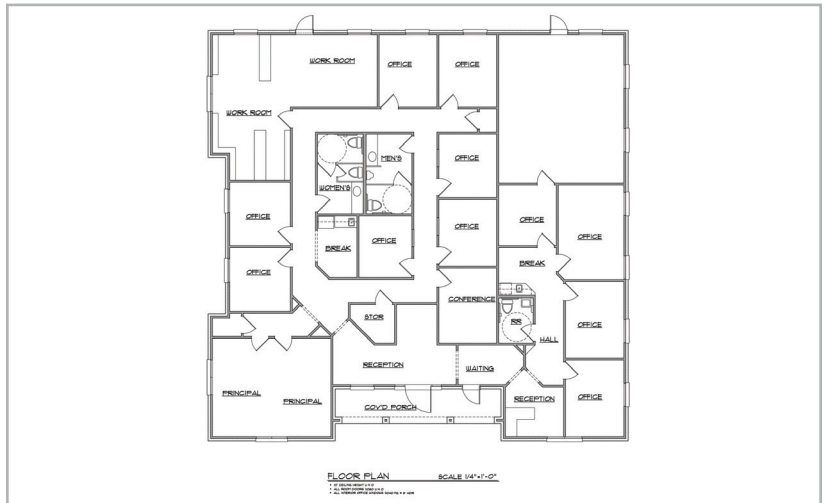 WORK ROOM
OFFICE
OFFICE
WORK ROOM
MEN'S
OFFICE
WOMEN'S
OFFICE
OFFICE
OFFICE
BREAK
OFFICE
OFFICE
OFFICE
OFFICE
BREAK
CONFERENCE
STOR
RR
OFFICE
HALL
RECEPTION
WAITING
PRINCIPAL
PRINCIPAL
COV'D PORCH
RECEPTION
OFFICE
FLOOR PLAN
SCALE 1/4"=1'-0"